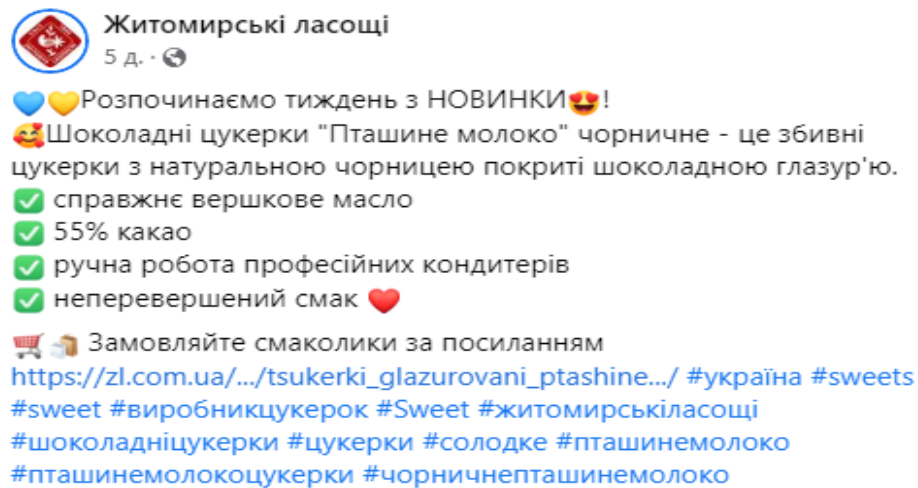 Житомирські ласощі
5 д. ·
💙💛Розпочинаємо тиждень з НОВИНКИ😍!
🥰Шоколадні цукерки "Пташине молоко" чорничне - це збивні
цукерки з натуральною чорницею покриті шоколадною глазур'ю.
✅ справжнє вершкове масло
✅ 55% какао
✅ ручна робота професійних кондитерів
✅ неперевершений смак ❤️
🛒🛍️ Замовляйте смаколики за посиланням
https://zl.com.ua/.../tsukerki_glazurovani_ptashine.../ #україна #sweets
#sweet #виробникцукерок #Sweet #житомирськіласощі
#шоколадніцукерки #цукерки #солодке #пташинемолоко
#пташинемолокоцукерки #чорничнепташинемолоко